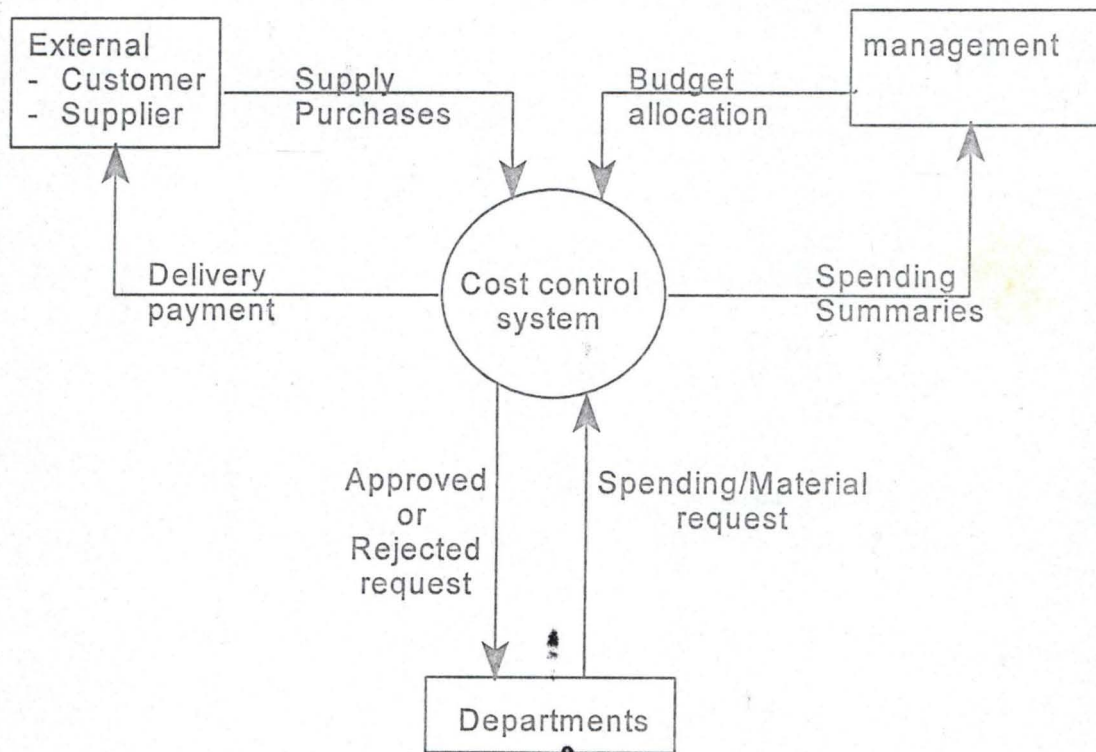 External
- Customer
- Supplier
Supply
Purchases
Budget
allocation
management
Delivery
payment
Cost control
system
Spending
Summaries
Approved
or
Rejected
request
Spending/Material
request
Departments